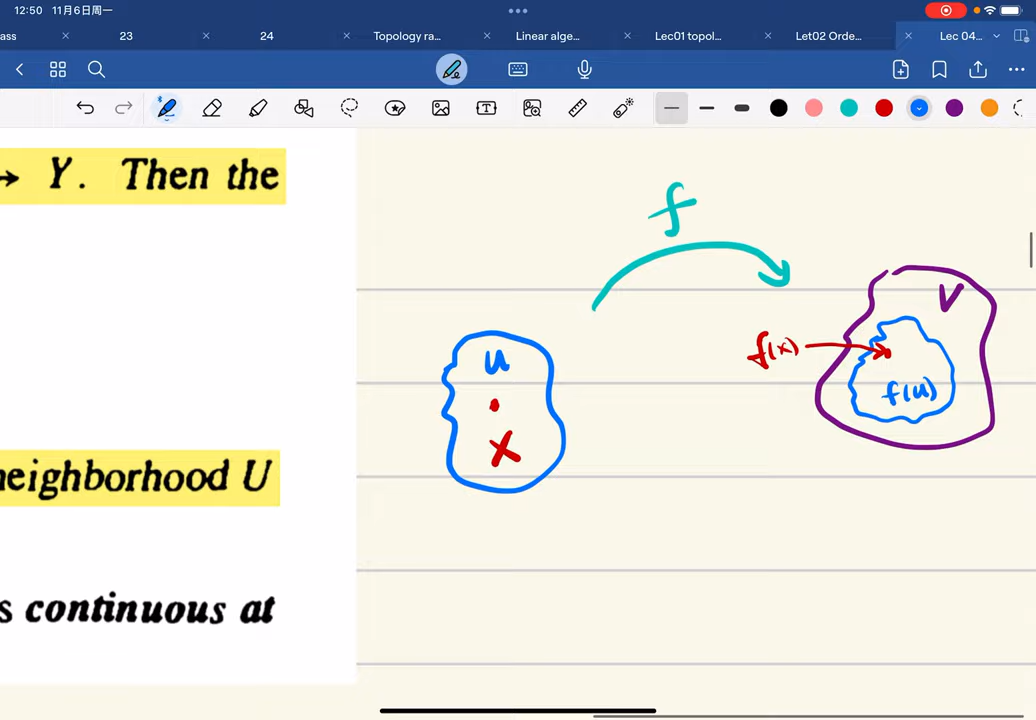 12:50 11月6日周一
ass
23
24
Topology ra...
Linear alge...
Lec01 topol...
Let02 Orde...
Lec 04...
Y. Then the
neighborhood U
s continuous at
f
u
x
f(x)
V
f(u)